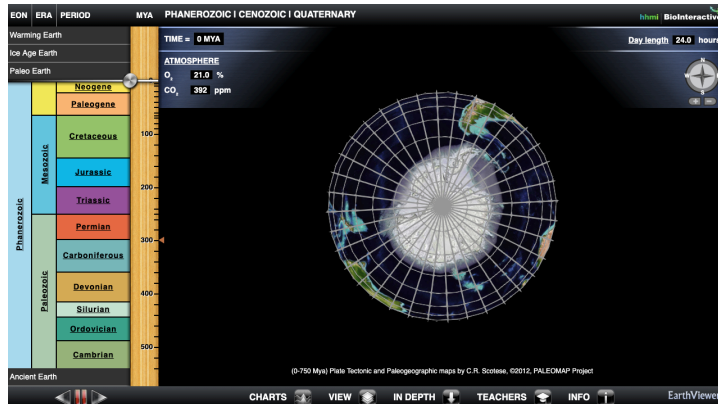 EON ERA PERIOD MYA PHANEROZOIC I CENOZOIC I QUATERNARY
hhmi BioInteractive
Warming Earth
Ice Age Earth
Paleo Earth
TIME = 0 MYA
Day length 24.0 hours
ATMOSPHERE
O₂ 21.0 %
CO₂ 392 ppm
N
W
S
Neogene
Paleogene
Cretaceous
Jurassic
Triassic
Permian
Carboniferous
Devonian
Silurian
Ordovician
Cambrian
Mesozoic
Paleozoic
Phanerozoic
100
200
300
400
500
Ancient Earth
(0-750 Mya) Plate Tectonic and Paleogeographic maps by C.R. Scotese, ©2012, PALEOMAP Project
CHARTS VIEW IN DEPTH TEACHERS INFO EarthViewer